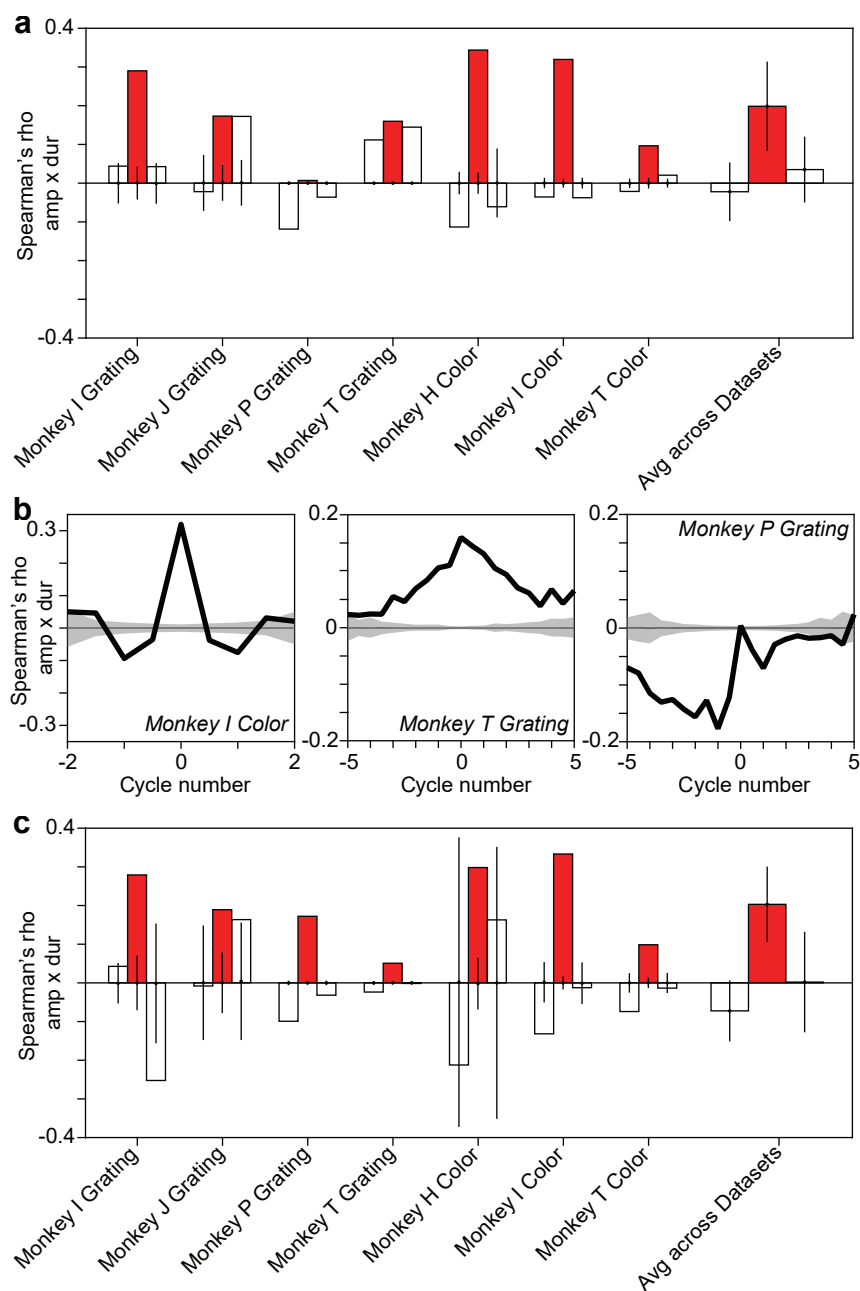 a
0.4
Spearman's rho
amp x dur
-0.4
Monkey I Grating
Monkey J Grating
Monkey P Grating
Monkey T Grating
Monkey H Color
Monkey I Color
Monkey T Color
Avg across Datasets
b
0.3
Spearman's rho
amp x dur
-0.3
Monkey I Color
-2 0 2
Cycle number
0.2
0
-0.2
Monkey T Grating
-5 0 5
Cycle number
0.2
Monkey P Grating
0
-0.2
-5 0 5
Cycle number
c
0.4
Spearman's rho
amp x dur
-0.4
Monkey I Grating
Monkey J Grating
Monkey P Grating
Monkey T Grating
Monkey H Color
Monkey I Color
Monkey T Color
Avg across Datasets